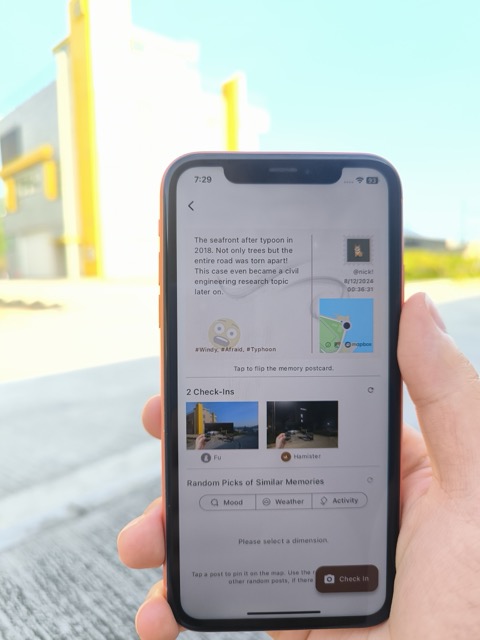 7:29
93
The seafront after typoon in
2018. Not only trees but the
entire road was torn apart!
This case even became a civil
engineering research topic
later on.
#Windy, #Afraid, #Typhoon
8/12/2024
00:36:31
mapbox
Tap to flip the memory postcard.
2 Check-Ins
Fu
Hamister
Random Picks of Similar Memories
Mood
Weather
Activity
Please select a dimension.
Tap a post to pin it on the map. Use the
other random posts, if there
Check In